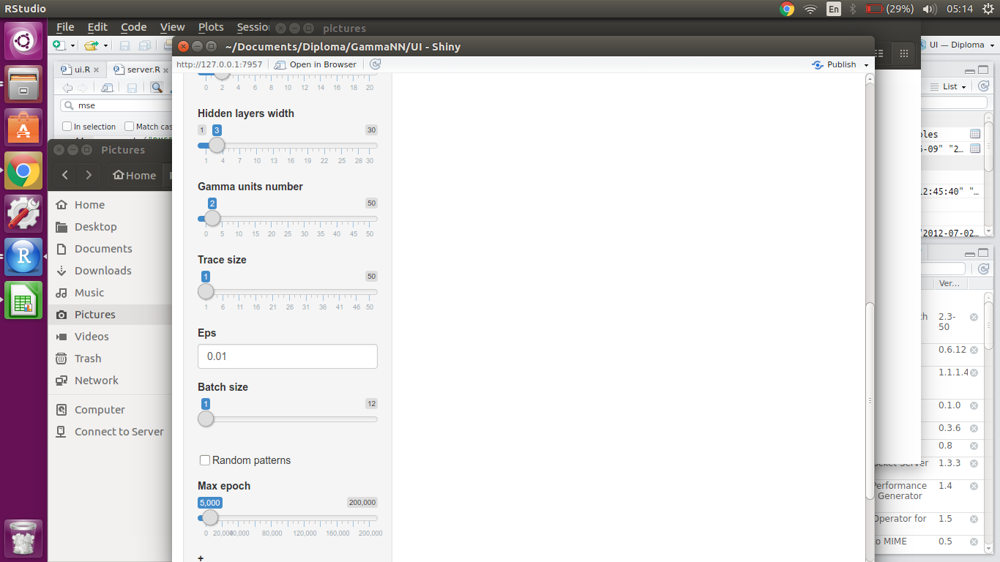 RStudio
En
(29%)
05:14
File Edit Code View Plots
pictures
~/Documents/Diploma/GammaNN/UI - Shiny
UI — Diploma
http://127.0.0.1:7957
Open in Browser
Publish
ui.R
server.R
List
mse
In selection
Match
Pictures
Home
Home
Desktop
Documents
Downloads
Music
Pictures
Videos
Trash
Network
Computer
Connect to Server
0 2 4 6 8 10 12 14 16 18 20
Hidden layers width
1 3 30
1 4 7 10 13 16 19 22 25 28 30
Gamma units number
2 50
0 5 10 15 20 25 30 35 40 45 50
Trace size
1 50
1 6 11 16 21 26 31 36 41 46 50
Eps
0.01
Batch size
1 12
Random patterns
Max epoch
5,000 200,000
0 20,000 40,000 80,000 120,000 160,000 200,000
+
12:45:40" "…
"2012-07-02…
Ver...
2.3-
50
0.6.12
1.1.1.4
0.1.0
0.3.6
0.8
Server 1.3.3
Performance 1.4
Generator
Operator for 1.5
to MIME 0.5